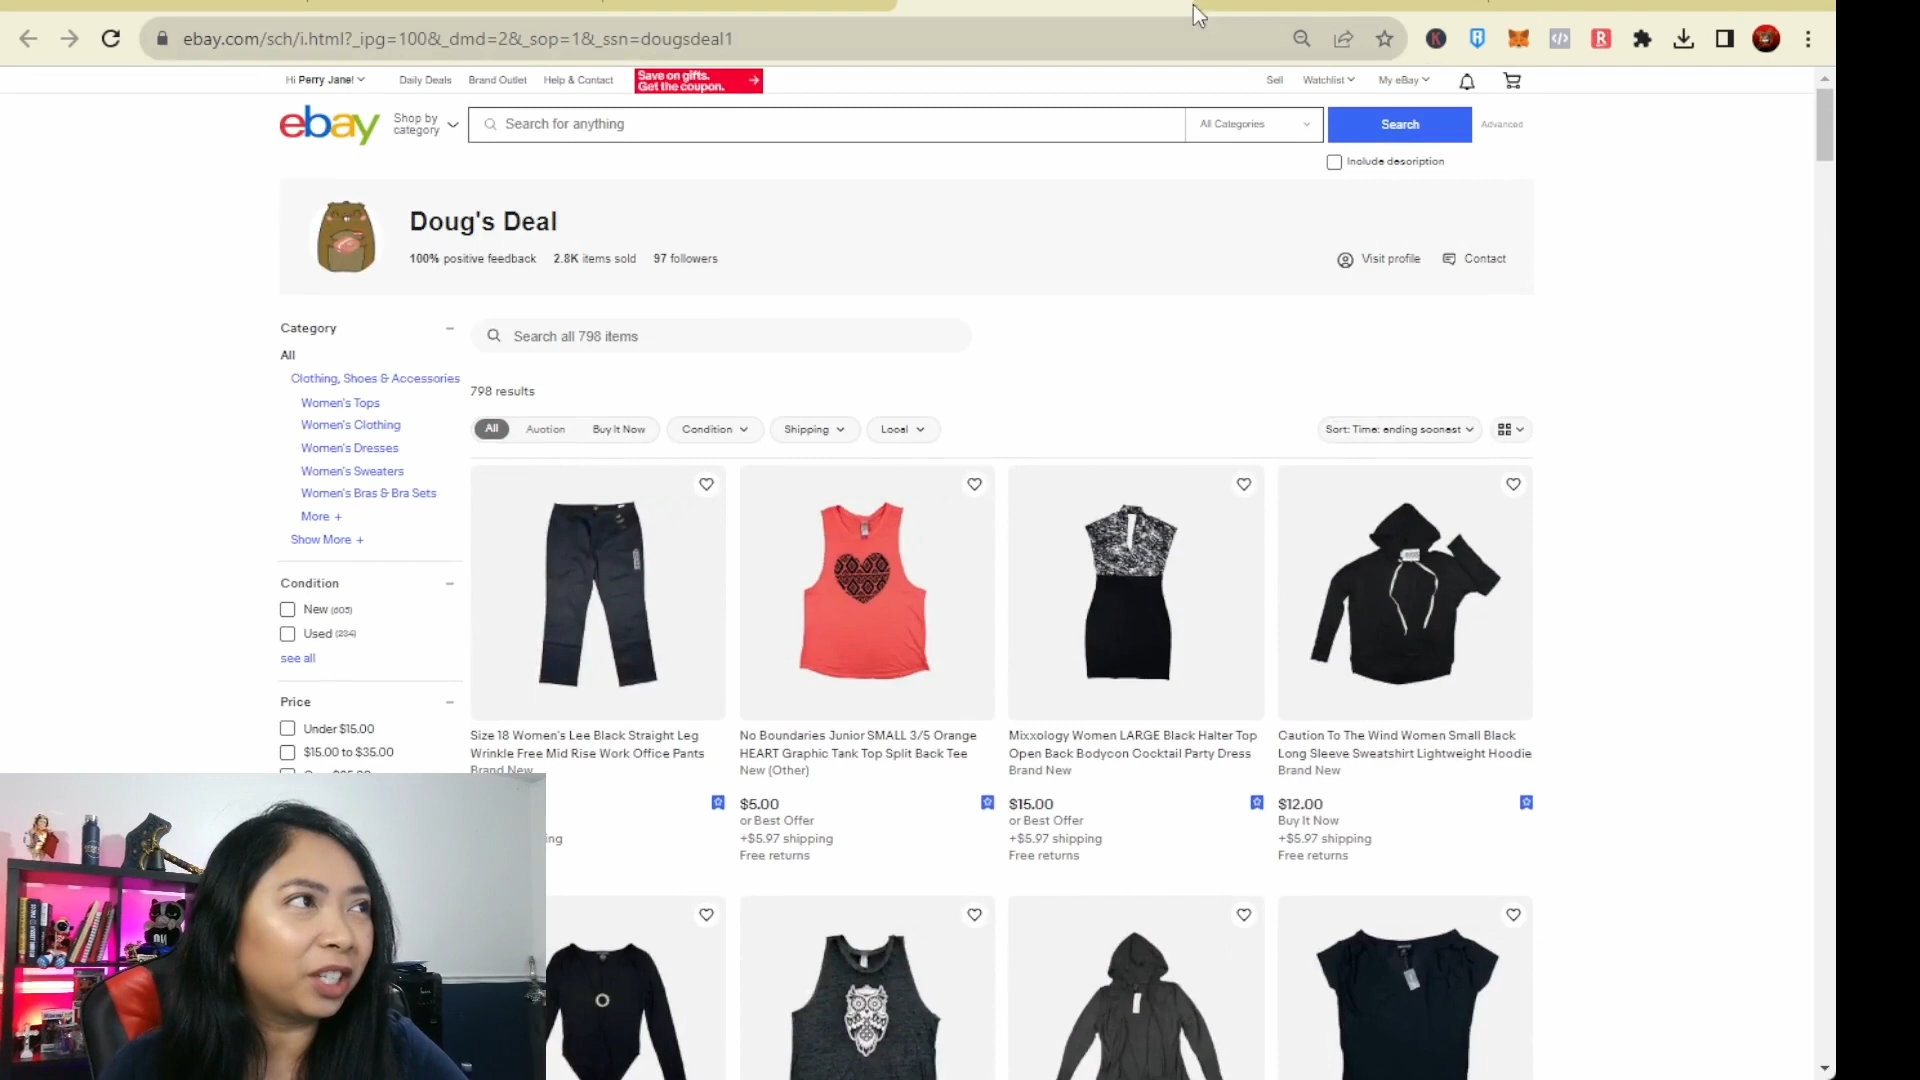 ebay.com/sch/i.html?_ipg=100&_dmd=2&_sop=1&_ssn=dougsdeal1
Hi Perry Jane!
Daily Deals
Brand Outlet
Help & Contact
Save on gifts.
Get the coupon.
Sell
Watchlist
My eBay
ebay
Shop by
category
Search for anything
All Categories
Search
Advanced
Include description
Doug's Deal
100% positive feedback
2.8K items sold
97 followers
Visit profile
Contact
Category
All
Clothing, Shoes & Accessories
Women's Tops
Women's Clothing
Women's Dresses
Women's Sweaters
Women's Bras & Bra Sets
More +
Show More +
Condition
New (605)
Used (234)
see all
Price
Under $15.00
$15.00 to $35.00
Search all 798 items
798 results
All
Auction
Buy It Now
Condition
Shipping
Local
Sort: Time: ending soonest
Size 18 Women's Lee Black Straight Leg
Wrinkle Free Mid Rise Work Office Pants
Brand New
ing
No Boundaries Junior SMALL 3/5 Orange
HEART Graphic Tank Top Split Back Tee
New (Other)
$5.00
or Best Offer
+$5.97 shipping
Free returns
Mixxology Women LARGE Black Halter Top
Open Back Bodycon Cocktail Party Dress
Brand New
$15.00
or Best Offer
+$5.97 shipping
Free returns
Caution To The Wind Women Small Black
Long Sleeve Sweatshirt Lightweight Hoodie
Brand New
$12.00
Buy It Now
+$5.97 shipping
Free returns